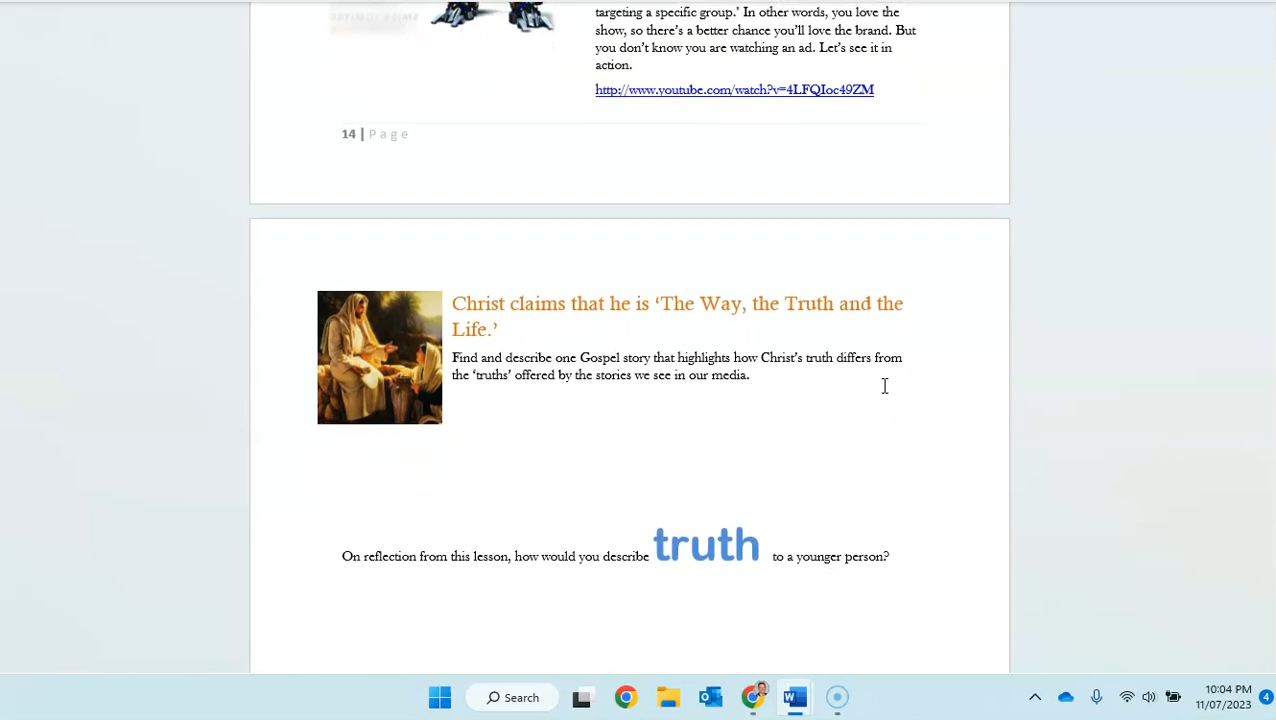 targeting a specific group." In other words, you love the
show, so there's a better chance you'll love the brand. But
you don't know you are watching an ad. Let's see it in
action.
http://www.youtube.com/watch?v=4LFQIoc49ZM
14 | Page
Christ claims that he is ‘The Way, the Truth and the
Life.’
Find and describe one Gospel story that highlights how Christ’s truth differs from
the ‘truths’ offered by the stories we see in our media.
On reflection from this lesson, how would you describe truth to a younger person?
Search
10:04 PM
11/07/2023
4